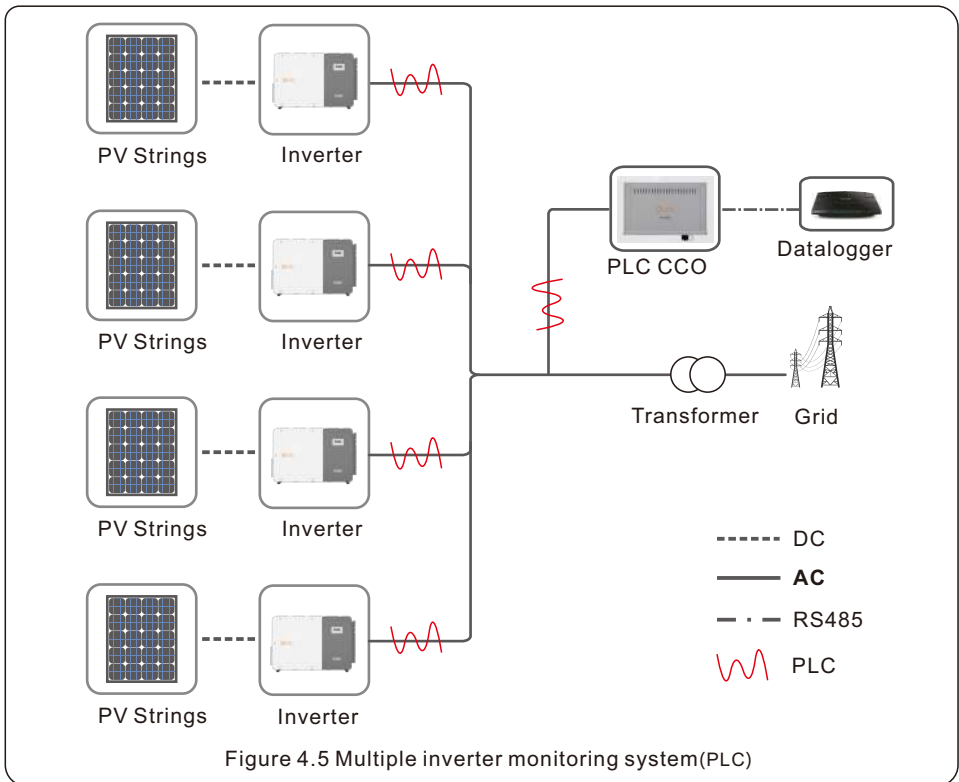 PV Strings
Inverter
PLC CCO
Datalogger
PV Strings
Inverter
Transformer
Grid
PV Strings
Inverter
DC
AC
RS485
PLC
PV Strings
Inverter
Figure 4.5 Multiple inverter monitoring system(PLC)